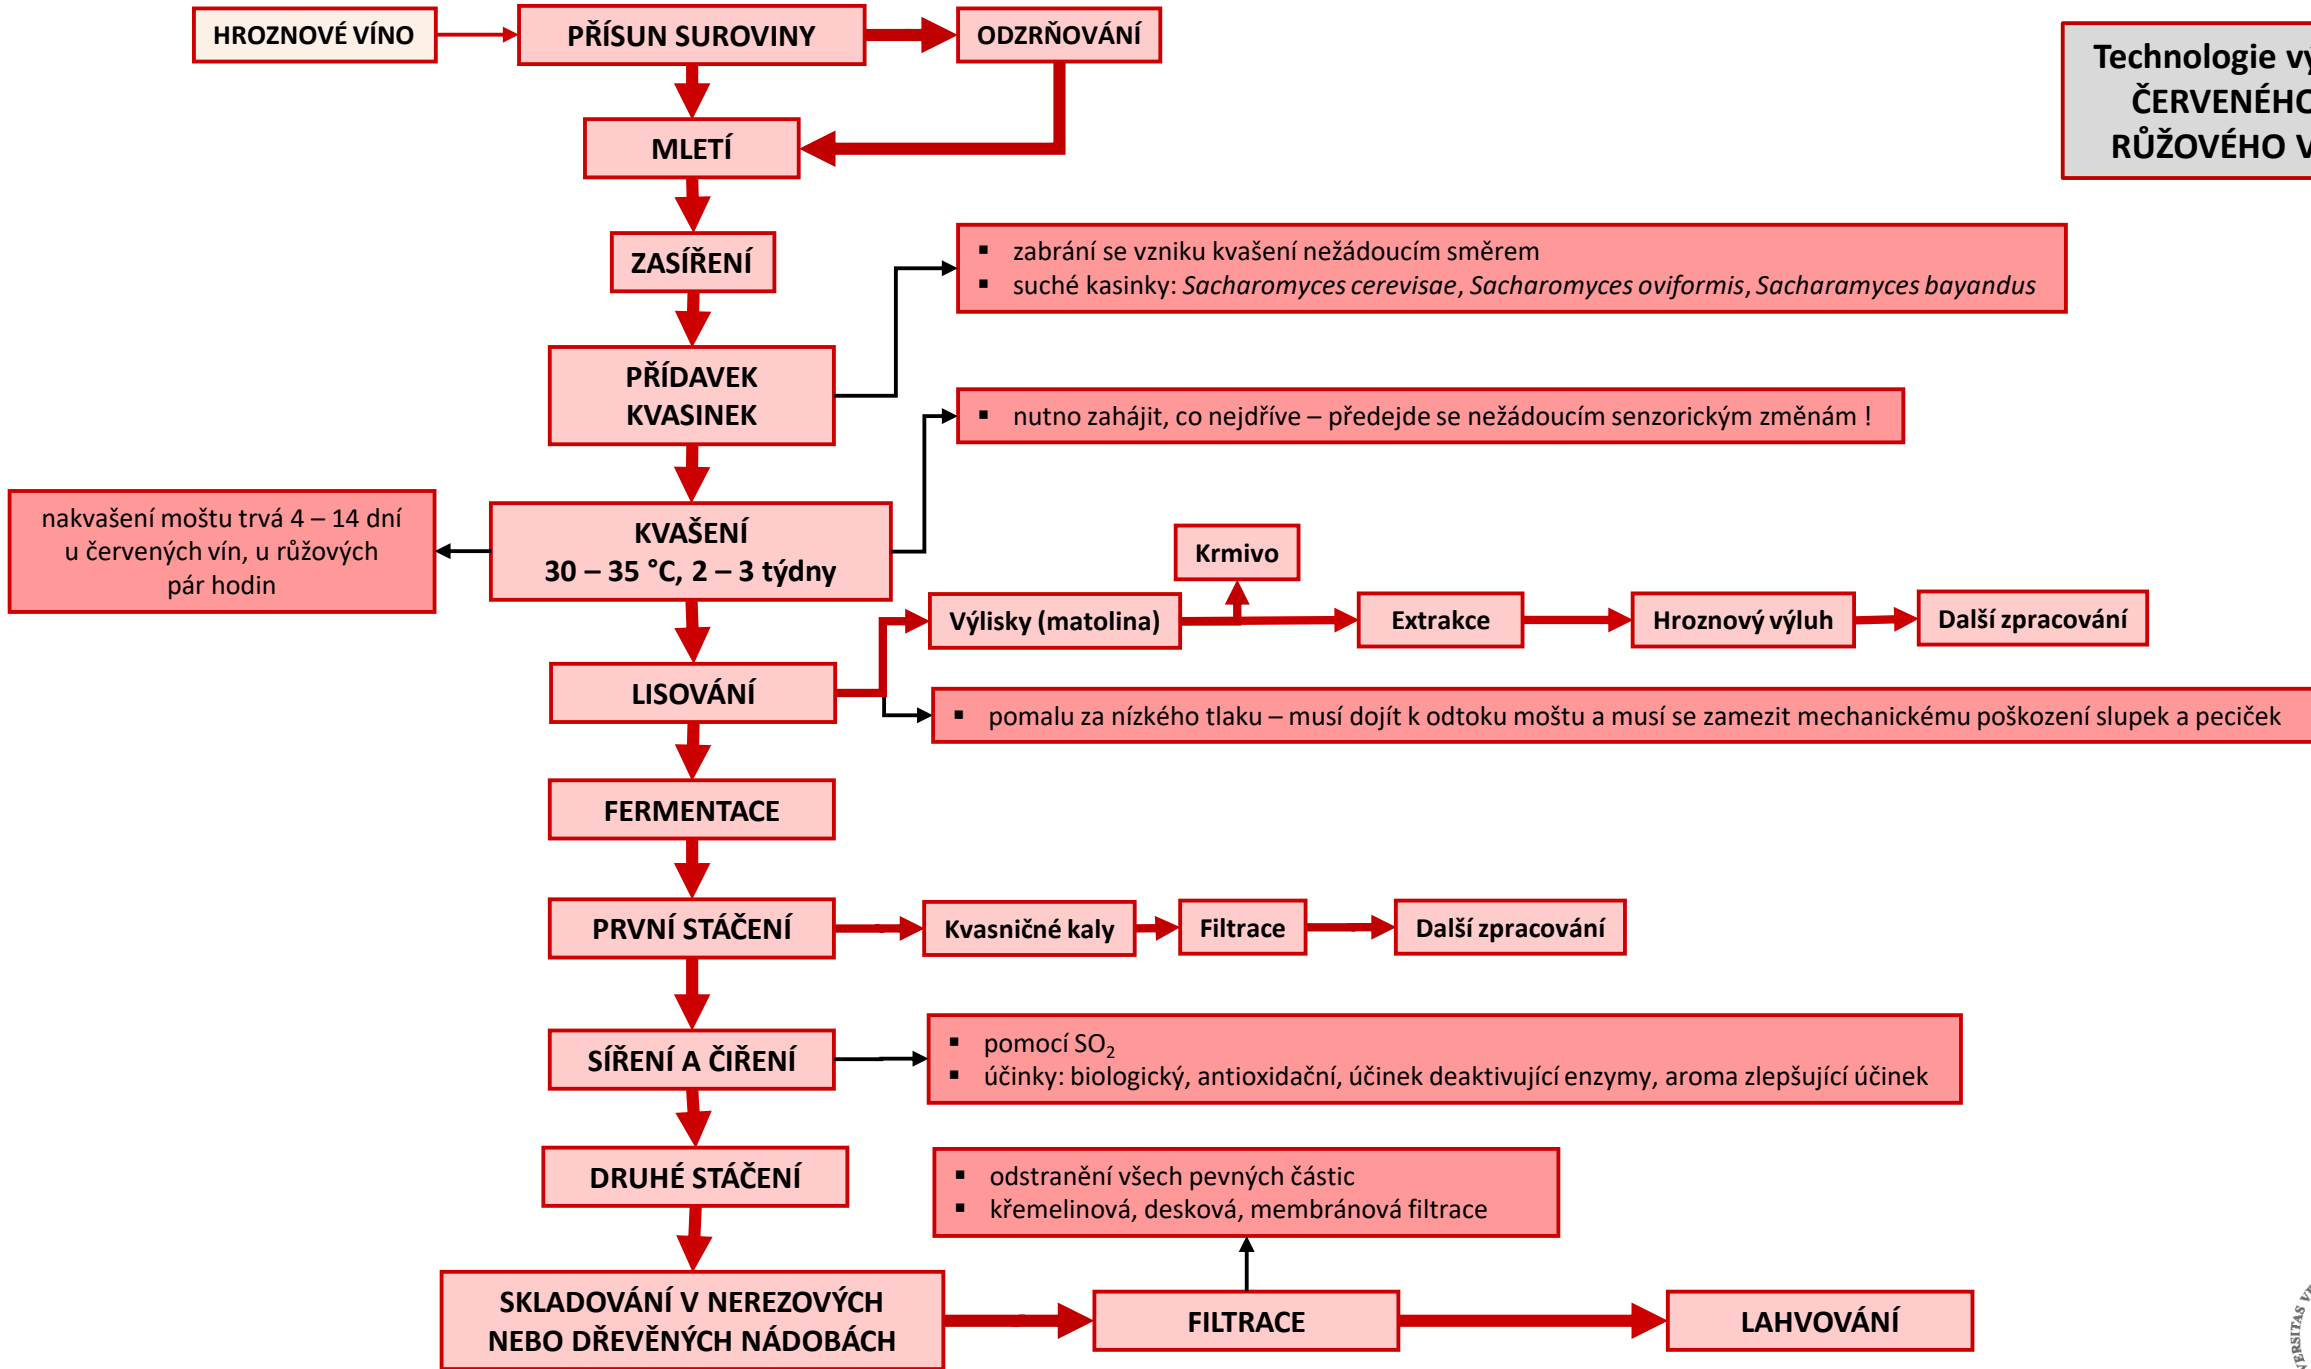 HROZNOVÉ VÍNO
PŘÍSUN SUROVINY
ODZRŇOVÁNÍ
Technologie
ČERVENÉHO
RŮŽOVÉHO
MLETÍ
ZASÍŘENÍ
▪ zabrání se vzniku kvašení nežádoucím směrem
▪ suché kasinky: Sacharomyces cerevisae, Sacharomyces oviformis, Sacharamyces bayandus
PŘÍDAVEK
KVASINEK
▪ nutno zahájit, co nejdříve – předejde se nežádoucím senzorickým změnám !
nakvašení moštu trvá 4 – 14 dní
u červených vín, u růžových
pár hodin
KVAŠENÍ
30 – 35 °C, 2 – 3 týdny
Krmivo
Výlisky (matolina)
Extrakce
Hroznový výluh
Další zpracování
LISOVÁNÍ
▪ pomalu za nízkého tlaku – musí dojít k odtoku moštu a musí se zamezit mechanickému poškození slupek a peciček
FERMENTACE
PRVNÍ STÁČENÍ
Kvasničné kaly
Filtrace
Další zpracování
SÍŘENÍ A ČIŘENÍ
▪ pomocí SO₂
▪ účinky: biologický, antioxidační, účinek deaktivující enzymy, aroma zlepšující účinek
DRUHÉ STÁČENÍ
▪ odstranění všech pevných částic
▪ křemelinová, desková, membránová filtrace
SKLADOVÁNÍ V NEREZOVÝCH
NEBO DŘEVĚNÝCH NÁDOBÁCH
FILTRACE
LAHVOVÁNÍ